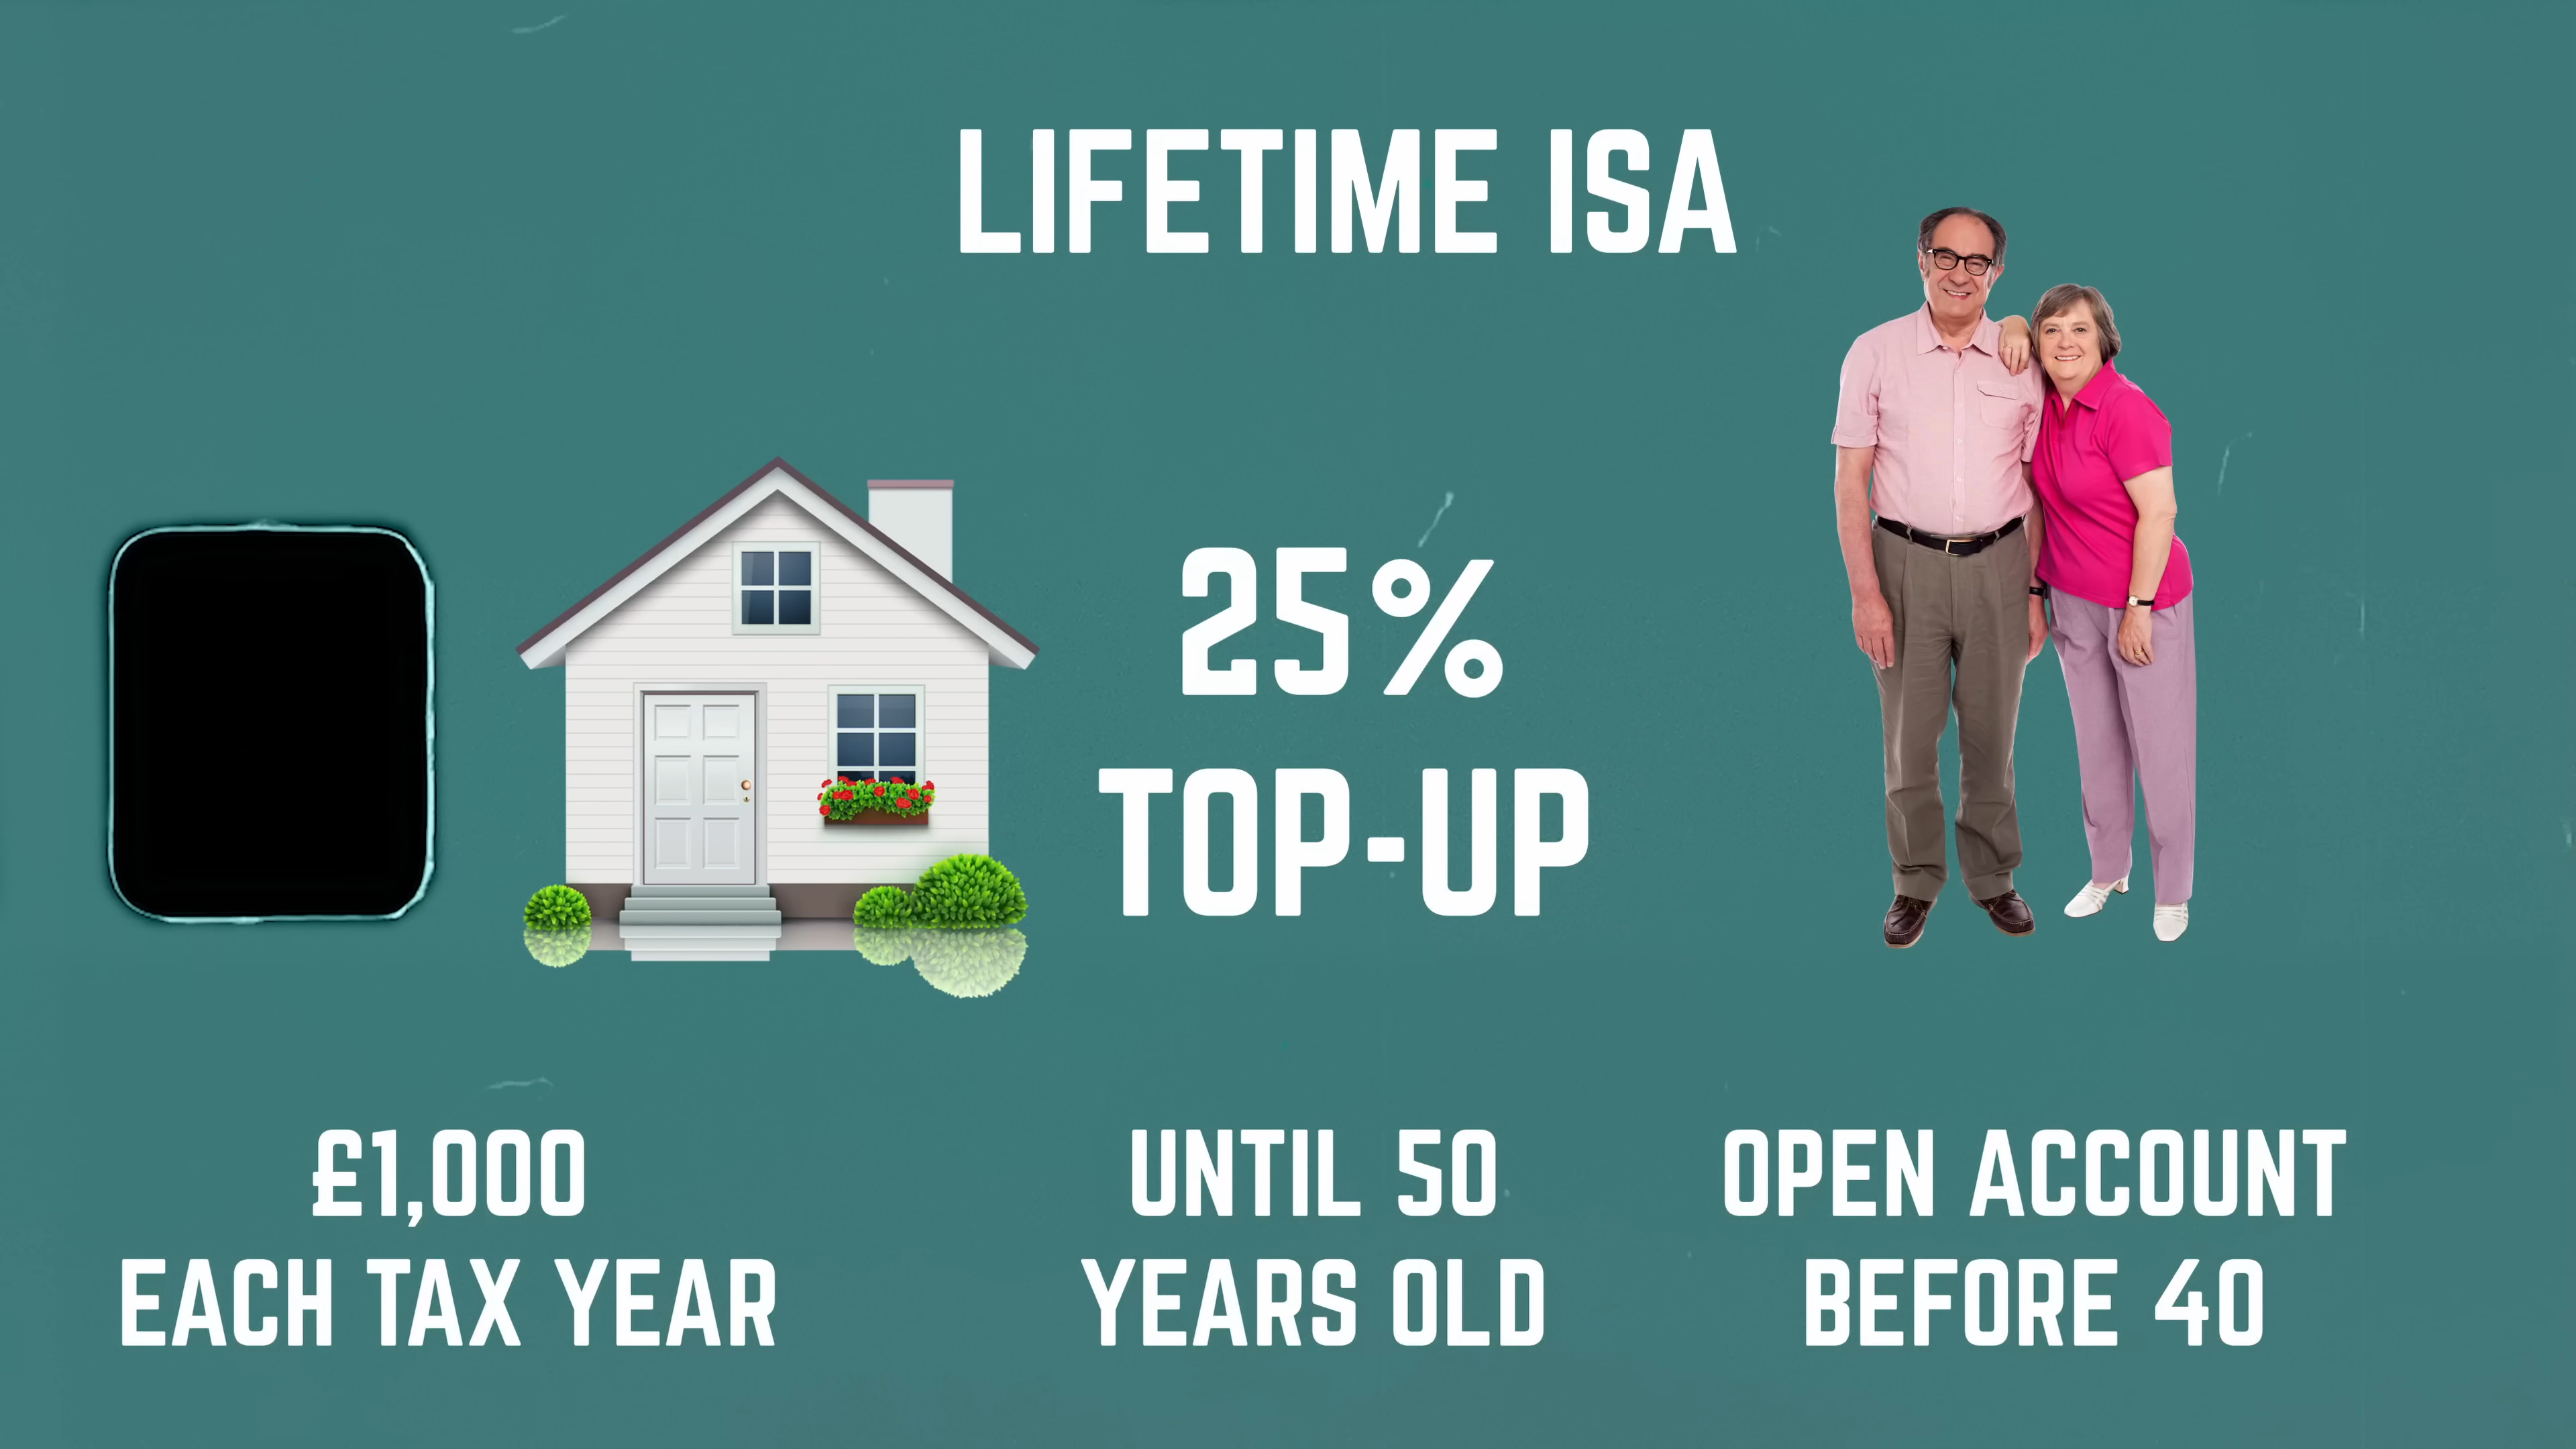 LIFETIME ISA
25%
TOP-UP
£1,000
EACH TAX YEAR
UNTIL 50
YEARS OLD
OPEN ACCOUNT
BEFORE 40